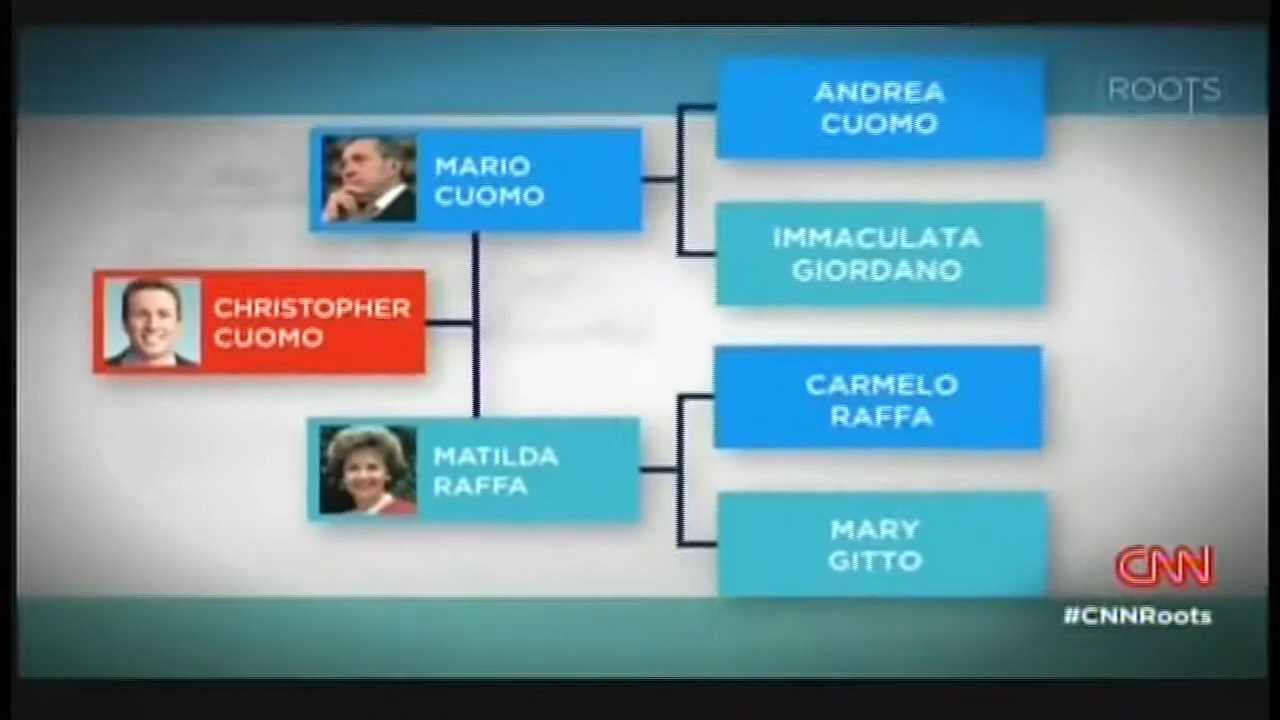 ROOTS
ANDREA
CUOMO
MARIO
CUOMO
IMMACULATA
GIORDANO
CHRISTOPHER
CUOMO
CARMELO
RAFFA
MATILDA
RAFFA
MARY
GITTO
CNN
#CNNRoots